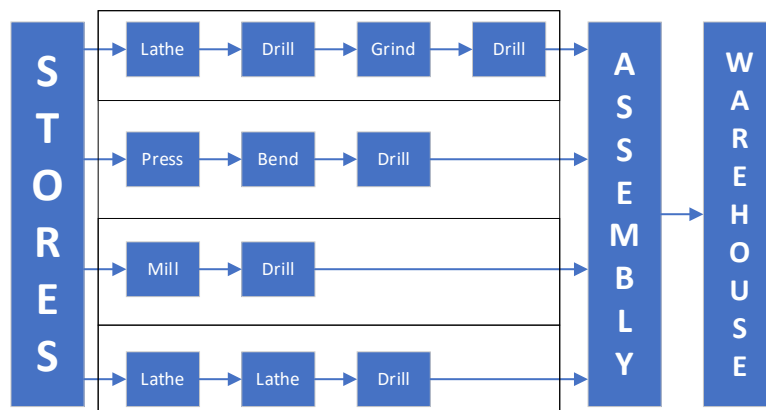 STORES
Lathe
Drill
Grind
Drill
Press
Bend
Drill
Mill
Drill
Lathe
Lathe
Drill
ASSEMBLY
WAREHOUSE